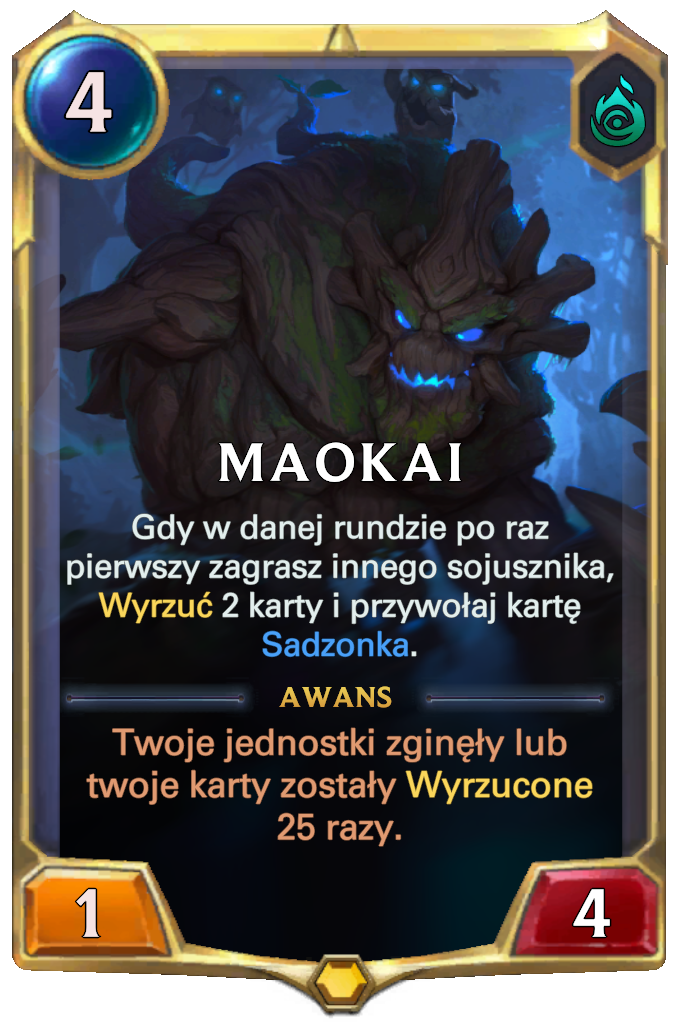 4
MAOKAI
Gdy w danej rundzie po raz
pierwszy zagrasz innego sojusznika,
Wyrzuć 2 karty i przywołaj kartę
Sadzonka.
AWANS
Twoje jednostki zginęły lub
twoje karty zostały Wyrzucone
25 razy.
1
4